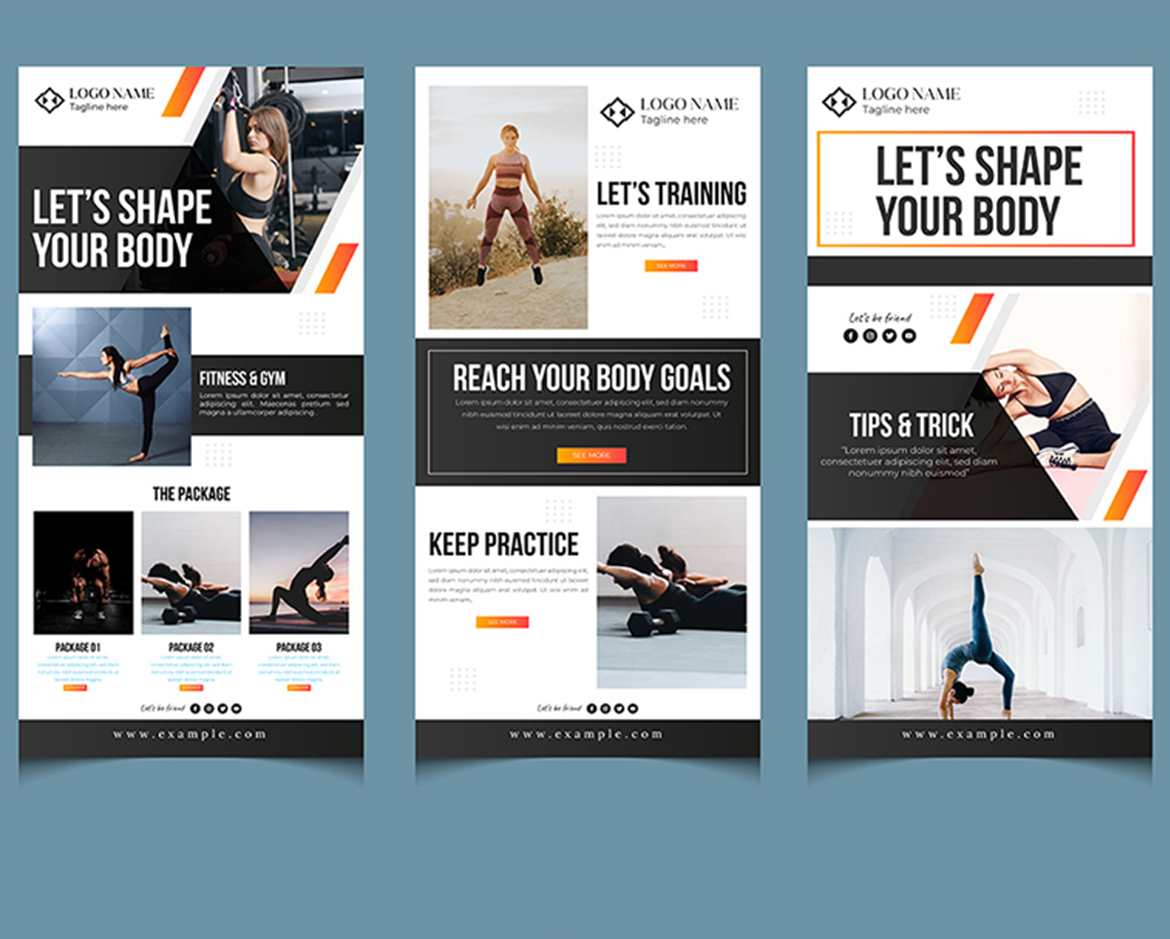 LOGO NAME
Tagline here
LET'S SHAPE
YOUR BODY
FITNESS & GYM
Lorem ipsum dolor sit amet, consectetur
adipiscing elit. Maecenas pretium sed
magna a ullamcorper adipiscing.
THE PACKAGE
PACKAGE 01
PACKAGE 02
PACKAGE 03
Let's be friend
www.example.com
LOGO NAME
Tagline here
LET'S TRAINING
Lorem ipsum dolor sit amet, consectetuer
adipiscing elit, sed diam nonummy
nibh euismod tincidunt ut laoreet dolore
magna aliquam erat volutpat. Ut wisi
enim ad minim veniam,
SEE MORE
REACH YOUR BODY GOALS
Lorem ipsum dolor sit amet, consectetuer adipiscing elit, sed diam nonummy
nibh euismod tincidunt ut laoreet dolore magna aliquam erat volutpat. Ut
wisi enim ad minim veniam, quis nostrud exerci tation.
SEE MORE
KEEP PRACTICE
SEE MORE
Let's be friend
www.example.com
LOGO NAME
Tagline here
LET'S SHAPE
YOUR BODY
Let's be friend
TIPS & TRICK
"Lorem ipsum dolor sit amet,
consectetuer adipiscing elit, sed diam
nonummy nibh euismod"
www.example.com